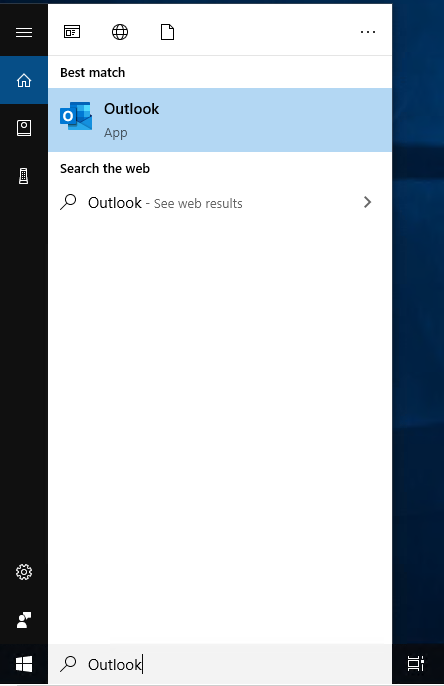 Best match
Outlook
App
Search the web
Outlook - See web results
Outlook